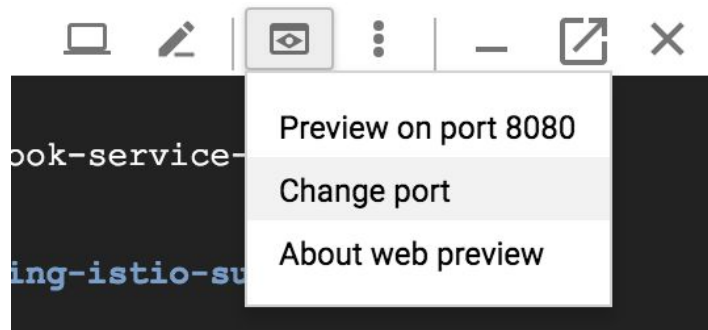 Preview on port 8080
ook-service-
Change port
About web preview
ing-istio-su